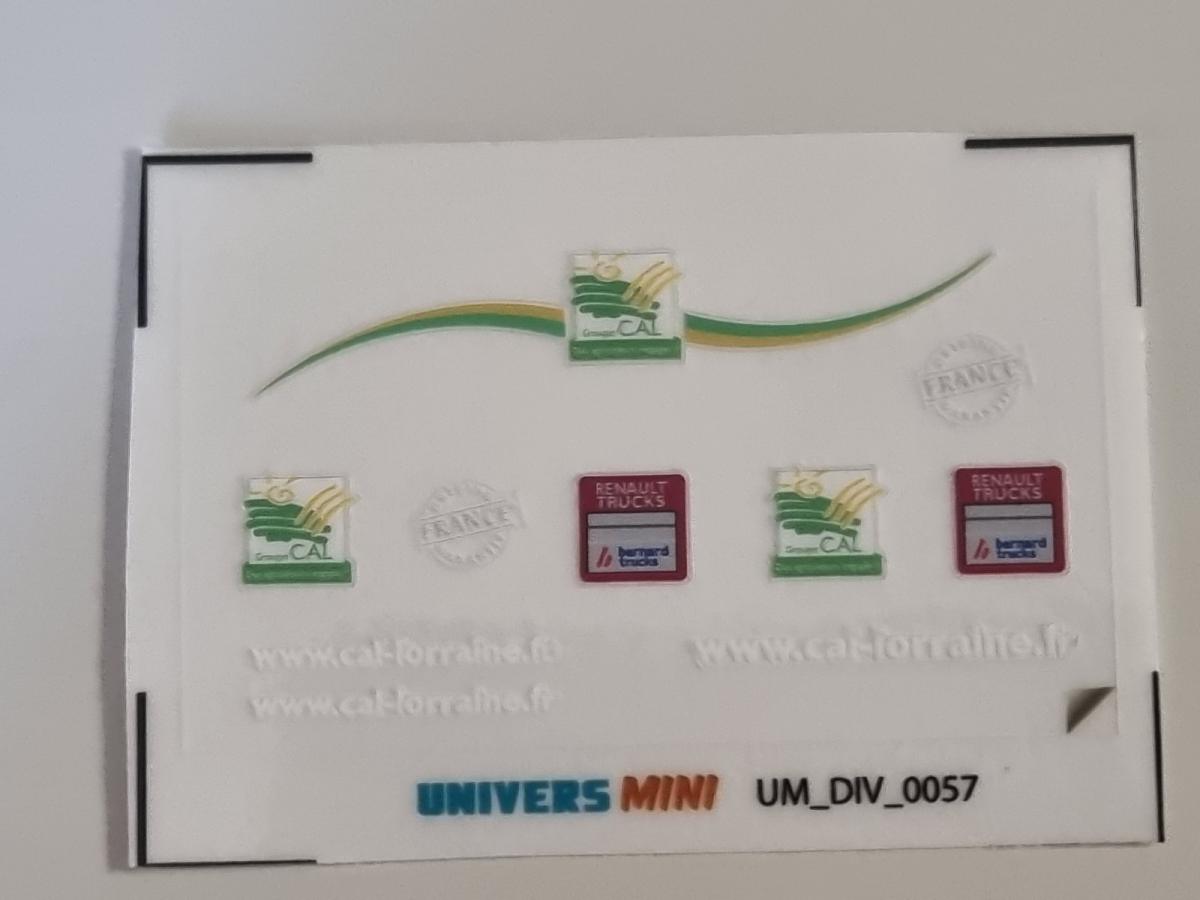 Groupe CAL
FRANCE
Groupe CAL
FRANCE
RENAULT
TRUCKS
bernard
trucks
Groupe CAL
RENAULT
TRUCKS
bernard
trucks
www.cal-lorraine.fr
www.cal-lorraine.fr
www.cal-lorraine.fr
UNIVERS MINI UM_DIV_0057